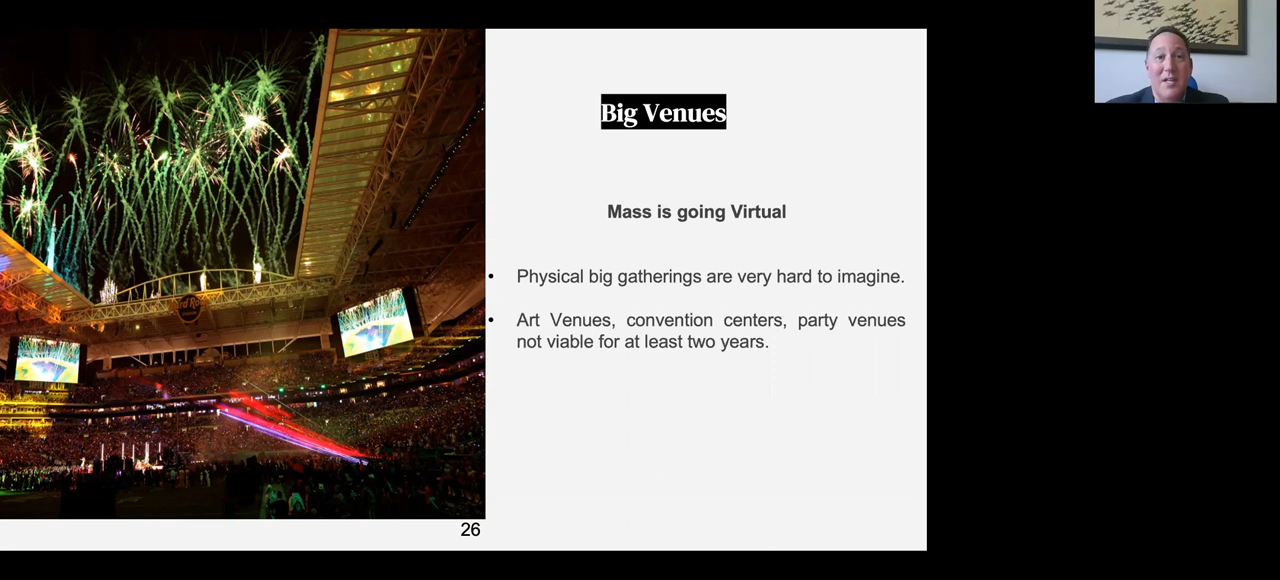 Big Venues
Mass is going Virtual
• Physical big gatherings are very hard to imagine.
• Art Venues, convention centers, party venues
not viable for at least two years.
26